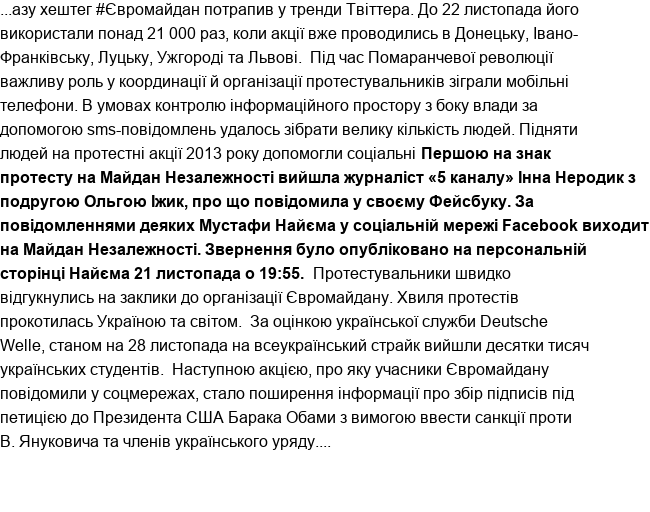 ...азу хештег #Євромайдан потрапив у тренди Твіттера. До 22 листопада його
використали понад 21 000 раз, коли акції вже проводились в Донецьку, Івано-
Франківську, Луцьку, Ужгороді та Львові.  Під час Помаранчевої революції
важливу роль у координації й організації протестувальників зіграли мобільні
телефони. В умовах контролю інформаційного простору з боку влади за
допомогою sms-повідомлень удалось зібрати велику кількість людей. Підняти
людей на протестні акції 2013 року допомогли соціальні Першою на знак
протесту на Майдан Незалежності вийшла журналіст «5 каналу» Інна Неродик з
подругою Ольгою Іжик, про що повідомила у своєму Фейсбуку. За
повідомленнями деяких Мустафи Найєма у соціальній мережі Facebook виходит
на Майдан Незалежності. Звернення було опубліковано на персональній
сторінці Найєма 21 листопада о 19:55.  Протестувальники швидко
відгукнулись на заклики до організації Євромайдану. Хвиля протестів
прокотилась Україною та світом.  За оцінкою української служби Deutsche
Welle, станом на 28 листопада на всеукраїнський страйк вийшли десятки тисяч
українських студентів.  Наступною акцією, про яку учасники Євромайдану
повідомили у соцмережах, стало поширення інформації про збір підписів під
петицією до Президента США Барака Обами з вимогою ввести санкції проти
В. Януковича та членів українського уряду....